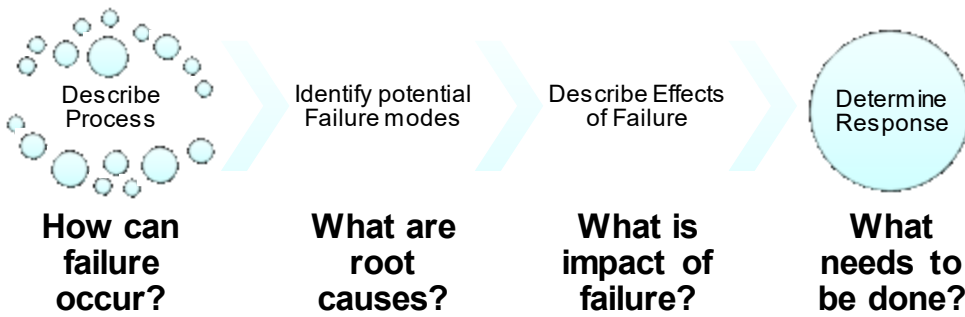 Describe
Process
Identify potential
Failure modes
Describe Effects
of Failure
Determine
Response
How can
failure
occur?
What are
root
causes?
What is
impact of
failure?
What
needs to
be done?